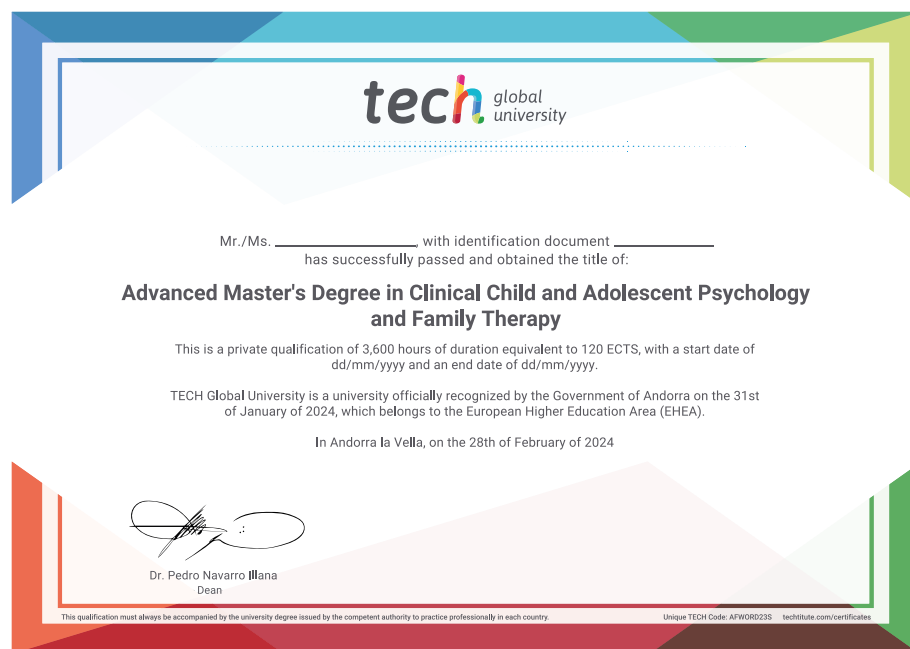 tech global university
Mr./Ms. ________________, with identification document ____________
has successfully passed and obtained the title of:
Advanced Master's Degree in Clinical Child and Adolescent Psychology
and Family Therapy
This is a private qualification of 3,600 hours of duration equivalent to 120 ECTS, with a start date of
dd/mm/yyyy and an end date of dd/mm/yyyy.
TECH Global University is a university officially recognized by the Government of Andorra on the 31st
of January of 2024, which belongs to the European Higher Education Area (EHEA).
In Andorra la Vella, on the 28th of February of 2024
Dr. Pedro Navarro Illana
Dean
This qualification must always be accompanied by the university degree issued by the competent authority to practice professionally in each country.
Unique TECH Code: AFWORD23S techtitute.com/certificates